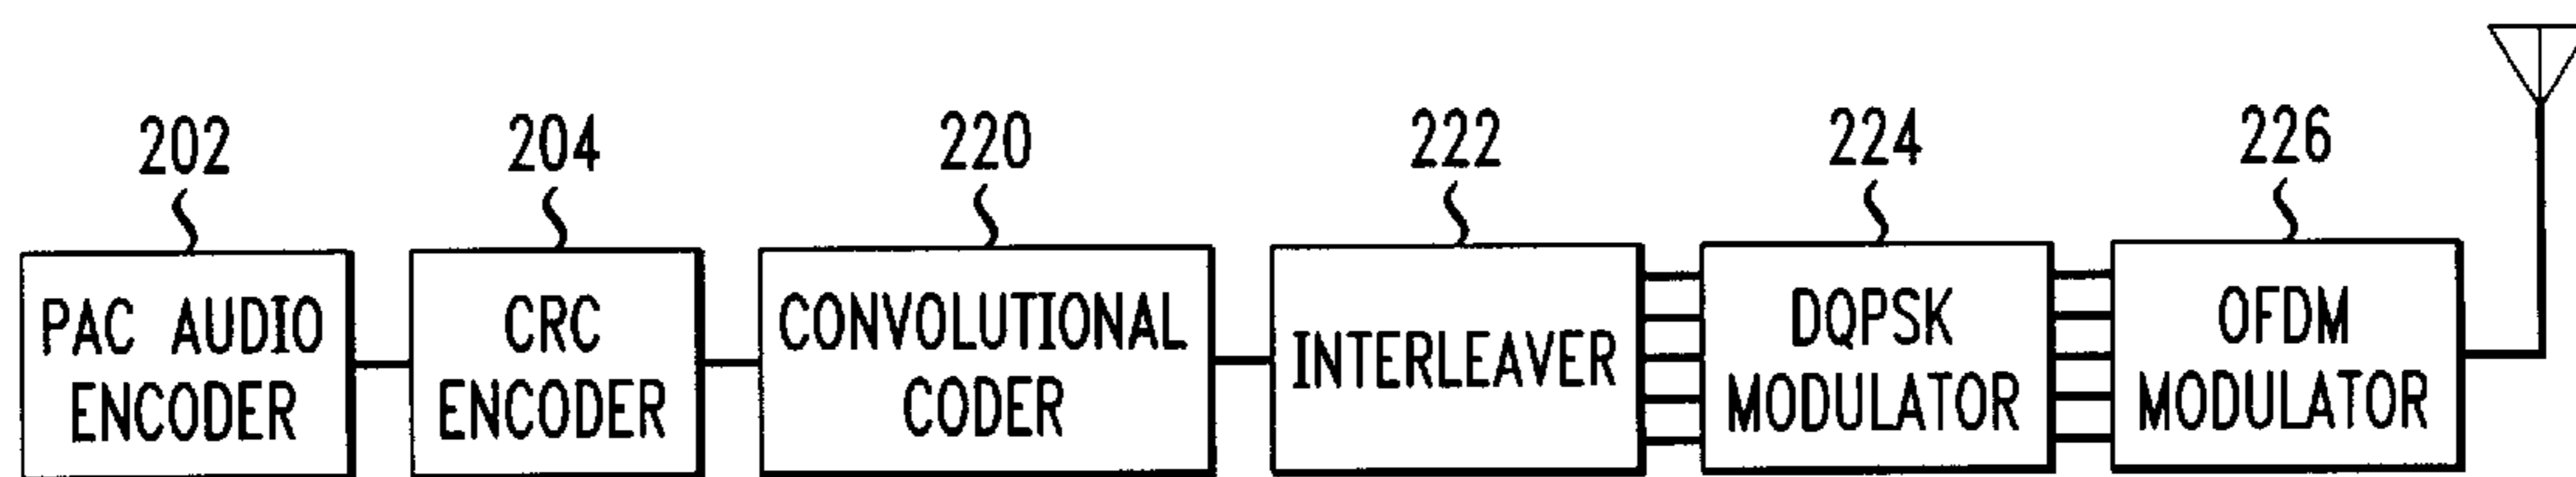 202
204
220
222
224
226
PAC AUDIO
ENCODER
CRC
ENCODER
CONVOLUTIONAL
CODER
INTERLEAVER
DQPSK
MODULATOR
OFDM
MODULATOR